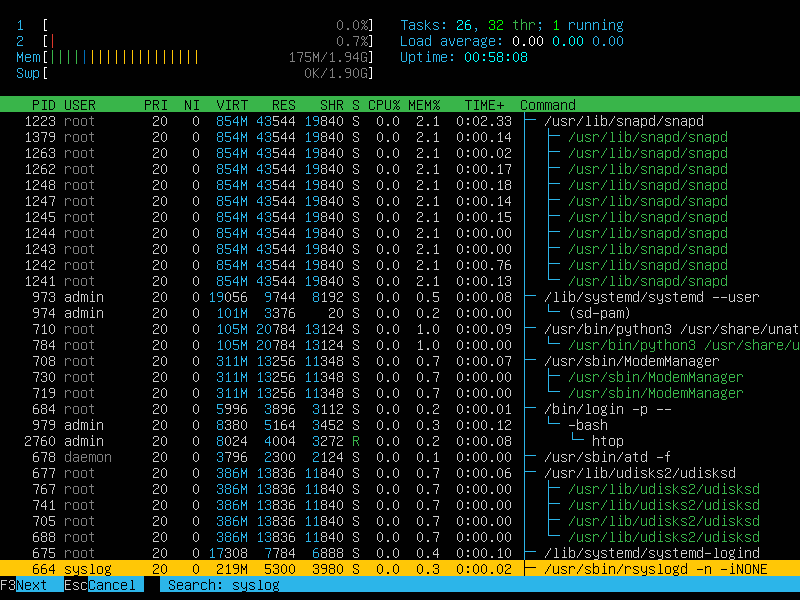 1  [ 0.0%] Tasks: 26, 32 thr; 1 running
2  [| 0.7%] Load average: 0.00 0.00 0.00
Mem[||||||||||||||||||| 175M/1.94G] Uptime: 00:58:08
Swp[ 0K/1.90G]
PID USER PRI NI VIRT RES SHR S CPU% MEM% TIME+ Command
1223 root 20 0 854M 43544 19840 S 0.0 2.1 0:02.33 ├─ /usr/lib/snapd/snapd
1379 root 20 0 854M 43544 19840 S 0.0 2.1 0:00.14 │  ├─ /usr/lib/snapd/snapd
1263 root 20 0 854M 43544 19840 S 0.0 2.1 0:00.02 │  ├─ /usr/lib/snapd/snapd
1262 root 20 0 854M 43544 19840 S 0.0 2.1 0:00.17 │  ├─ /usr/lib/snapd/snapd
1248 root 20 0 854M 43544 19840 S 0.0 2.1 0:00.18 │  ├─ /usr/lib/snapd/snapd
1247 root 20 0 854M 43544 19840 S 0.0 2.1 0:00.14 │  ├─ /usr/lib/snapd/snapd
1245 root 20 0 854M 43544 19840 S 0.0 2.1 0:00.15 │  ├─ /usr/lib/snapd/snapd
1244 root 20 0 854M 43544 19840 S 0.0 2.1 0:00.00 │  ├─ /usr/lib/snapd/snapd
1243 root 20 0 854M 43544 19840 S 0.0 2.1 0:00.00 │  ├─ /usr/lib/snapd/snapd
1242 root 20 0 854M 43544 19840 S 0.0 2.1 0:00.76 │  ├─ /usr/lib/snapd/snapd
1241 root 20 0 854M 43544 19840 S 0.0 2.1 0:00.13 │  └─ /usr/lib/snapd/snapd
973 admin 20 0 19056 9744 8192 S 0.0 0.5 0:00.08 ├─ /lib/systemd/systemd --user
974 admin 20 0 101M 3376 20 S 0.0 0.2 0:00.00 │  └─ (sd-pam)
710 root 20 0 105M 20784 13124 S 0.0 1.0 0:00.09 ├─ /usr/bin/python3 /usr/share/unat
784 root 20 0 105M 20784 13124 S 0.0 1.0 0:00.00 │  └─ /usr/bin/python3 /usr/share/u
708 root 20 0 311M 13256 11348 S 0.0 0.7 0:00.07 ├─ /usr/sbin/ModemManager
730 root 20 0 311M 13256 11348 S 0.0 0.7 0:00.00 │  ├─ /usr/sbin/ModemManager
719 root 20 0 311M 13256 11348 S 0.0 0.7 0:00.00 │  └─ /usr/sbin/ModemManager
684 root 20 0 5996 3896 3112 S 0.0 0.2 0:00.01 ├─ /bin/login -p --
979 admin 20 0 8380 5164 3452 S 0.0 0.3 0:00.12 │  └─ -bash
2760 admin 20 0 8024 4004 3272 R 0.0 0.2 0:00.08 │     └─ htop
678 daemon 20 0 3796 2300 2124 S 0.0 0.1 0:00.00 ├─ /usr/sbin/atd -f
677 root 20 0 386M 13836 11840 S 0.0 0.7 0:00.06 ├─ /usr/lib/udisks2/udisksd
767 root 20 0 386M 13836 11840 S 0.0 0.7 0:00.00 │  ├─ /usr/lib/udisks2/udisksd
741 root 20 0 386M 13836 11840 S 0.0 0.7 0:00.00 │  ├─ /usr/lib/udisks2/udisksd
705 root 20 0 386M 13836 11840 S 0.0 0.7 0:00.00 │  ├─ /usr/lib/udisks2/udisksd
688 root 20 0 386M 13836 11840 S 0.0 0.7 0:00.00 │  └─ /usr/lib/udisks2/udisksd
675 root 20 0 17308 7784 6888 S 0.0 0.4 0:00.10 ├─ /lib/systemd/systemd-logind
664 syslog 20 0 219M 5300 3980 S 0.0 0.3 0:00.02 ├─ /usr/sbin/rsyslogd -n -iNONE
F3Next  EscCancel    Search: syslog